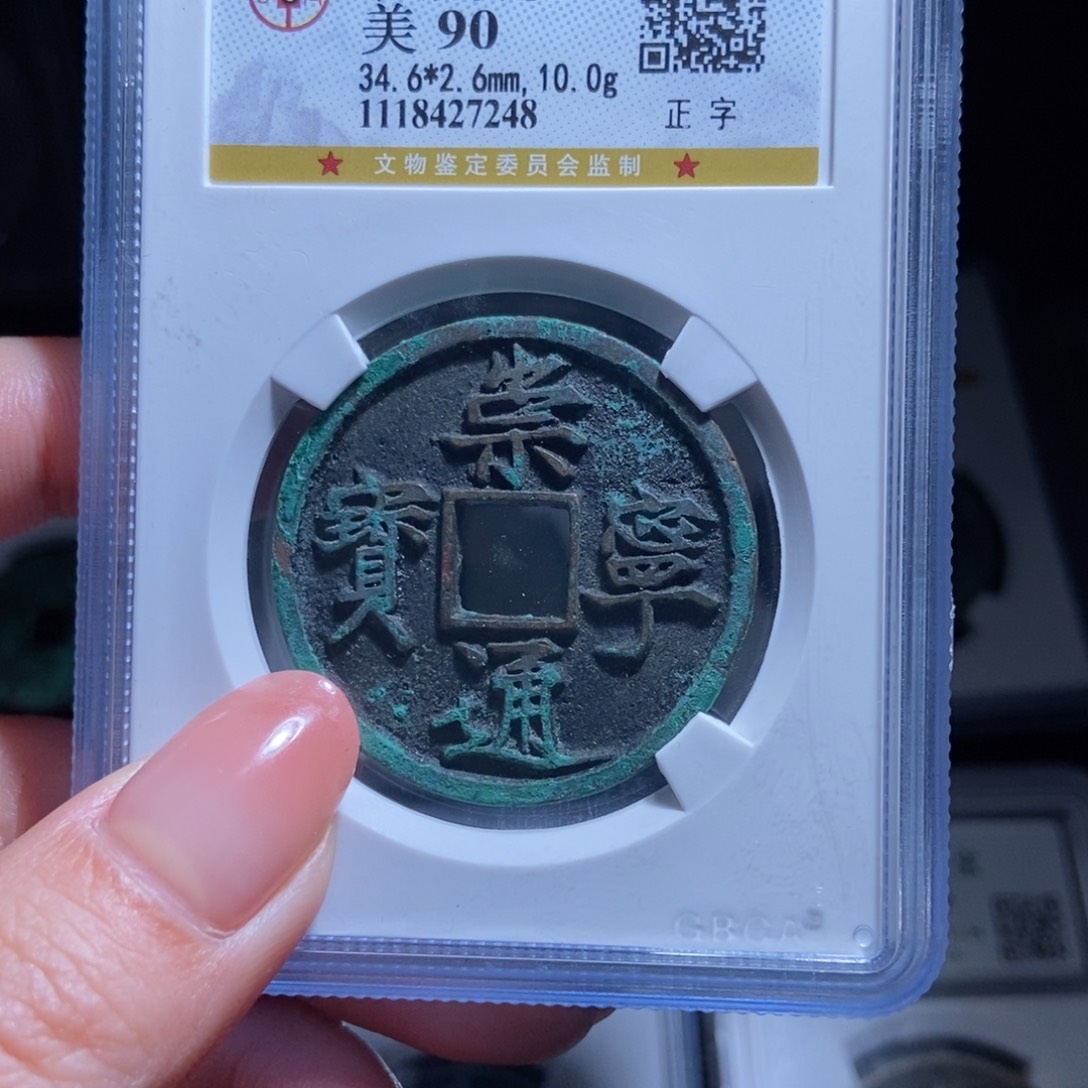 美 90
34.6*2.6mm,10.0g
1118427248
正字
★ 文物鉴定委员会监制 ★
崇
寧
通
寶
GBCA